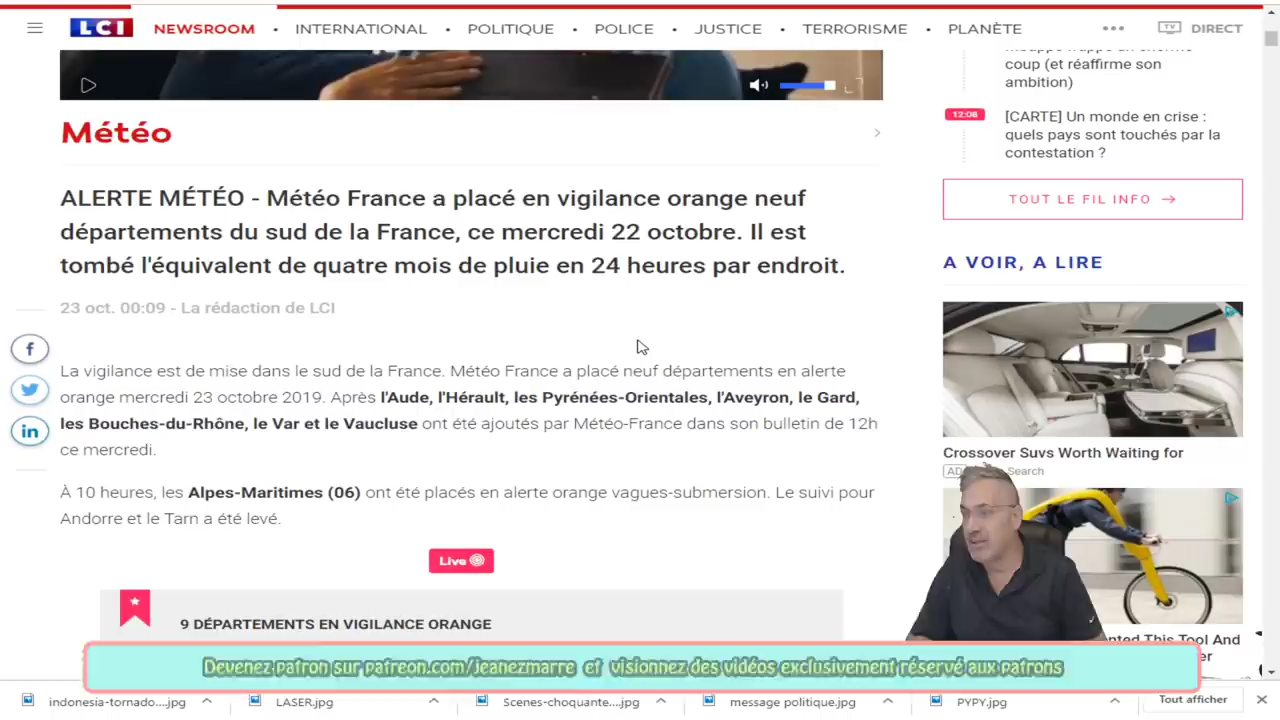 LCI NEWSROOM • INTERNATIONAL • POLITIQUE • POLICE • JUSTICE • TERRORISME • PLANÈTE ••• TV DIRECT
Météo
ALERTE MÉTÉO - Météo France a placé en vigilance orange neuf
départements du sud de la France, ce mercredi 22 octobre. Il est
tombé l'équivalent de quatre mois de pluie en 24 heures par endroit.
23 oct. 00:09 - La rédaction de LCI
La vigilance est de mise dans le sud de la France. Météo France a placé neuf départements en alerte
orange mercredi 23 octobre 2019. Après l'Aude, l'Hérault, les Pyrénées-Orientales, l'Aveyron, le Gard,
les Bouches-du-Rhône, le Var et le Vaucluse ont été ajoutés par Météo-France dans son bulletin de 12h
ce mercredi.
À 10 heures, les Alpes-Maritimes (06) ont été placés en alerte orange vagues-submersion. Le suivi pour
Andorre et le Tarn a été levé.
Live
9 DÉPARTEMENTS EN VIGILANCE ORANGE
Mbappé frappe un énorme
coup (et réaffirme son
ambition)
12:08
[CARTE] Un monde en crise :
quels pays sont touchés par la
contestation ?
TOUT LE FIL INFO →
A VOIR, A LIRE
Crossover Suvs Worth Waiting for
AD Search
This Tool And
Devenez patron sur patreon.com/jeanezmarre et visionnez des vidéos exclusivement réservé aux patrons
indonesia-tornado....jpg
LASER.jpg
Scenes-choquante....jpg
message politique.jpg
PYPY.jpg
Tout afficher